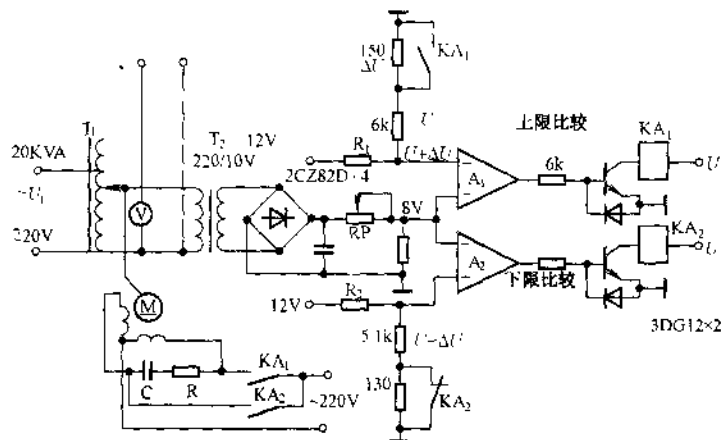 150
ΔU
KA₁
6k
U
T₁
20KVA
~U₁
220V
T₂
12V
220/10V
R₁
2CZ82D×4
U+ΔU
上限比较
A₁
6k
KA₁
U
V
RP
8V
A₂
下限比较
KA₂
U
3DG12×2
12V
R₂
M
5.1k
U-ΔU
C
R
KA₁
KA₂
~220V
130
KA₂